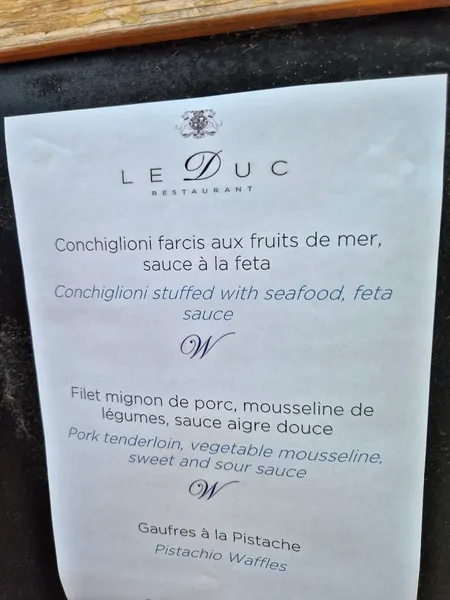 LE DUC
RESTAURANT
Conchiglioni farcis aux fruits de mer,
sauce à la feta
Conchiglioni stuffed with seafood, feta
sauce
W
Filet mignon de porc, mousseline de
légumes, sauce aigre douce
Pork tenderloin, vegetable mousseline,
sweet and sour sauce
W
Gaufres à la Pistache
Pistachio Waffles